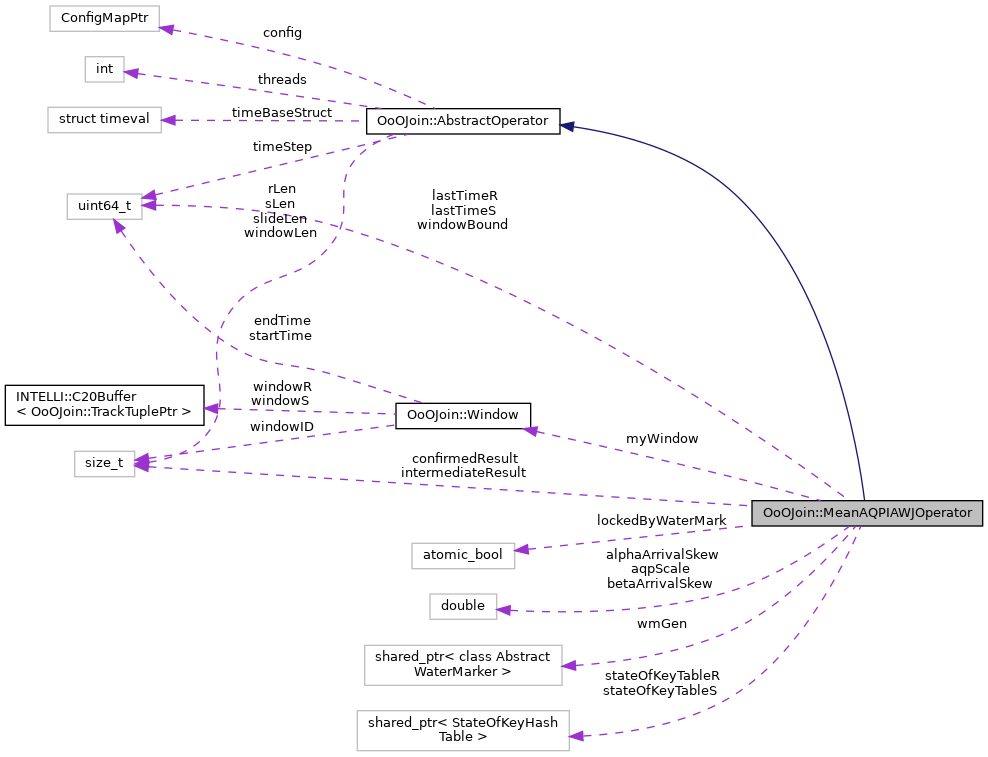 ConfigMapPtr
config
int
threads
struct timeval
timeBaseStruct
OoOJoin::AbstractOperator
timeStep
uint64_t
rLen
sLen
slideLen
windowLen
lastTimeR
lastTimeS
windowBound
endTime
startTime
INTELLI::C20Buffer
< OoOJoin::TrackTuplePtr >
windowR
windowS
OoOJoin::Window
windowID
size_t
myWindow
confirmedResult
intermediateResult
OoOJoin::MeanAQPIAWJOperator
lockedByWaterMark
atomic_bool
alphaArrivalSkew
aqpScale
betaArrivalSkew
double
wmGen
shared_ptr< class Abstract
WaterMarker >
stateOfKeyTableR
stateOfKeyTableS
shared_ptr< StateOfKeyHash
Table >